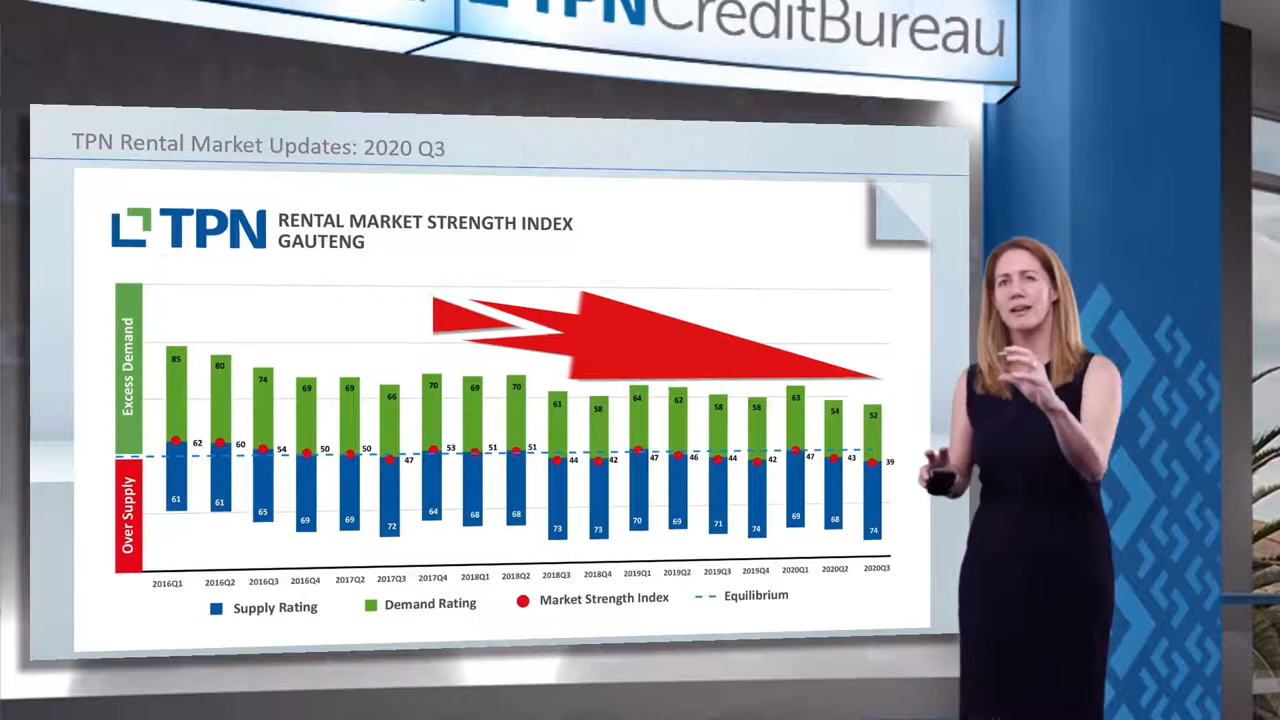 TPNCreditBureau
TPN Rental Market Updates: 2020 Q3
TPN
RENTAL MARKET STRENGTH INDEX
GAUTENG
Excess Demand
Over Supply
85 80 74 69 69 66 70 69 70 61 58 64 62 58 58 63 54 52
62 60 54 50 50 47 53 51 51 44 42 47 46 44 42 47 43 39
61 61 65 69 69 72 64 68 68 73 73 70 69 71 74 69 68 74
2016Q1 2016Q2 2016Q3 2016Q4 2017Q2 2017Q3 2017Q4 2018Q1 2018Q2 2018Q3 2018Q4 2019Q1 2019Q2 2019Q3 2019Q4 2020Q1 2020Q2 2020Q3
Supply Rating Demand Rating Market Strength Index Equilibrium